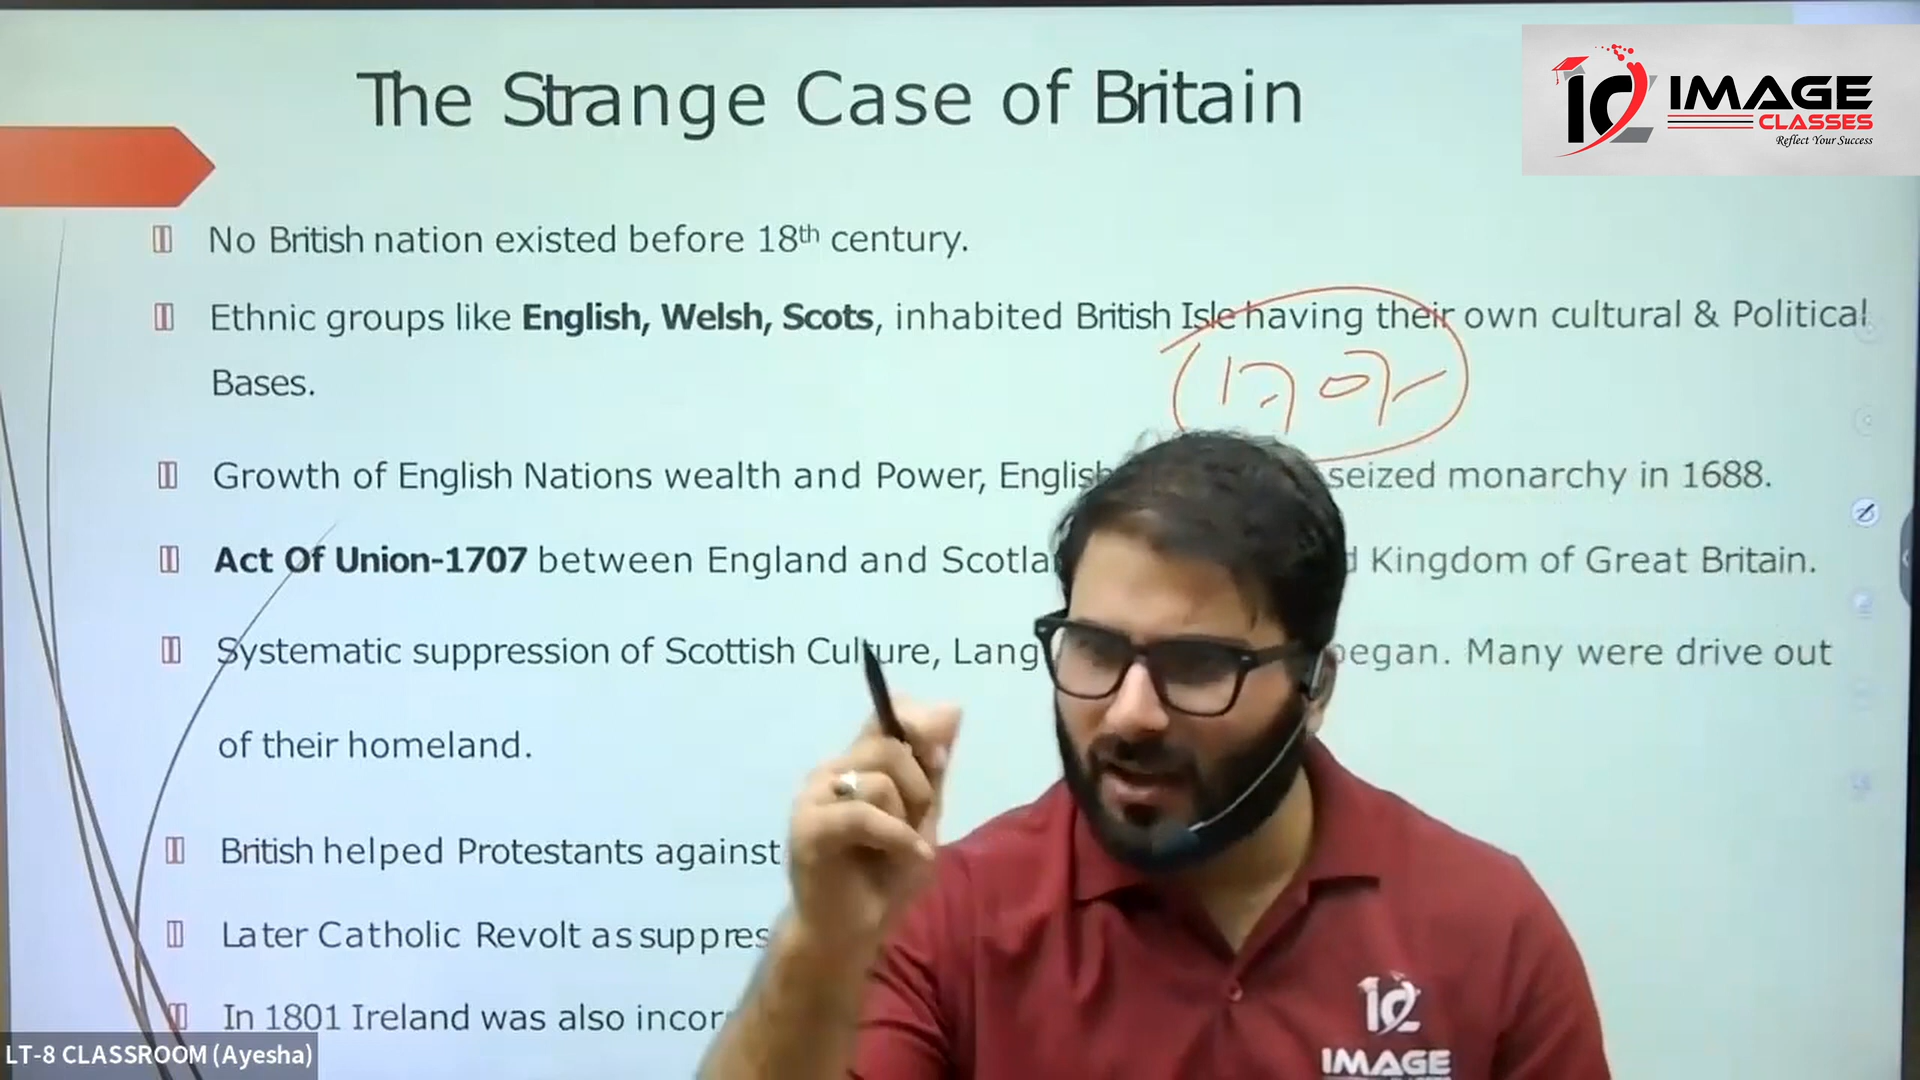 The Strange Case of Britain
IMAGE
CLASSES
Reflect Your Success
No British nation existed before 18th century.
Ethnic groups like English, Welsh, Scots, inhabited British Isle having their own cultural & Political
Bases.
1707
Growth of English Nations wealth and Power, English seized monarchy in 1688.
Act Of Union-1707 between England and Kingdom of Great Britain.
Systematic suppression of Scottish Culture, began. Many were drive out
of their homeland.
British helped Protestants against
Later Catholic Revolt as
In 1801 Ireland was also
LT-8 CLASSROOM (Ayesha)
IMAGE